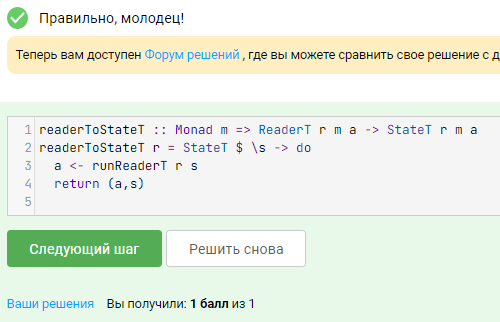 Правильно, молодец!
Теперь вам доступен Форум решений , где вы можете сравнить свое решение с д
1 readerToStateT :: Monad m => ReaderT r m a -> StateT r m a
2 readerToStateT r = StateT $ \s -> do
3   a <- runReaderT r s
4   return (a,s)
5
Следующий шаг Решить снова
Ваши решения Вы получили: 1 балл из 1